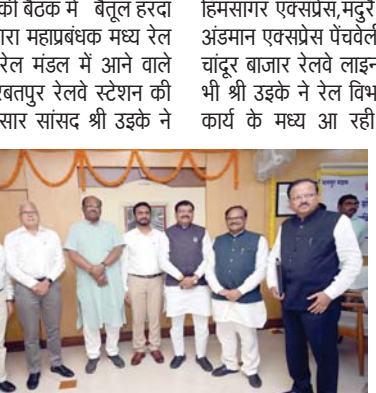 की बैठक में बैतूल हरदा
महाप्रबंधक मध्य रेल
रेल मंडल में आने वाले
रबतपुर रेलवे स्टेशन की
सार सांसद श्री उइके ने
हिमसागर एक्सप्रेस,मदुरै
अंडमान एक्सप्रेस पेंचवेली
चांदूर बाजार रेलवे लाइन
भी श्री उइके ने रेल विभ
कार्य के मध्य आ रही